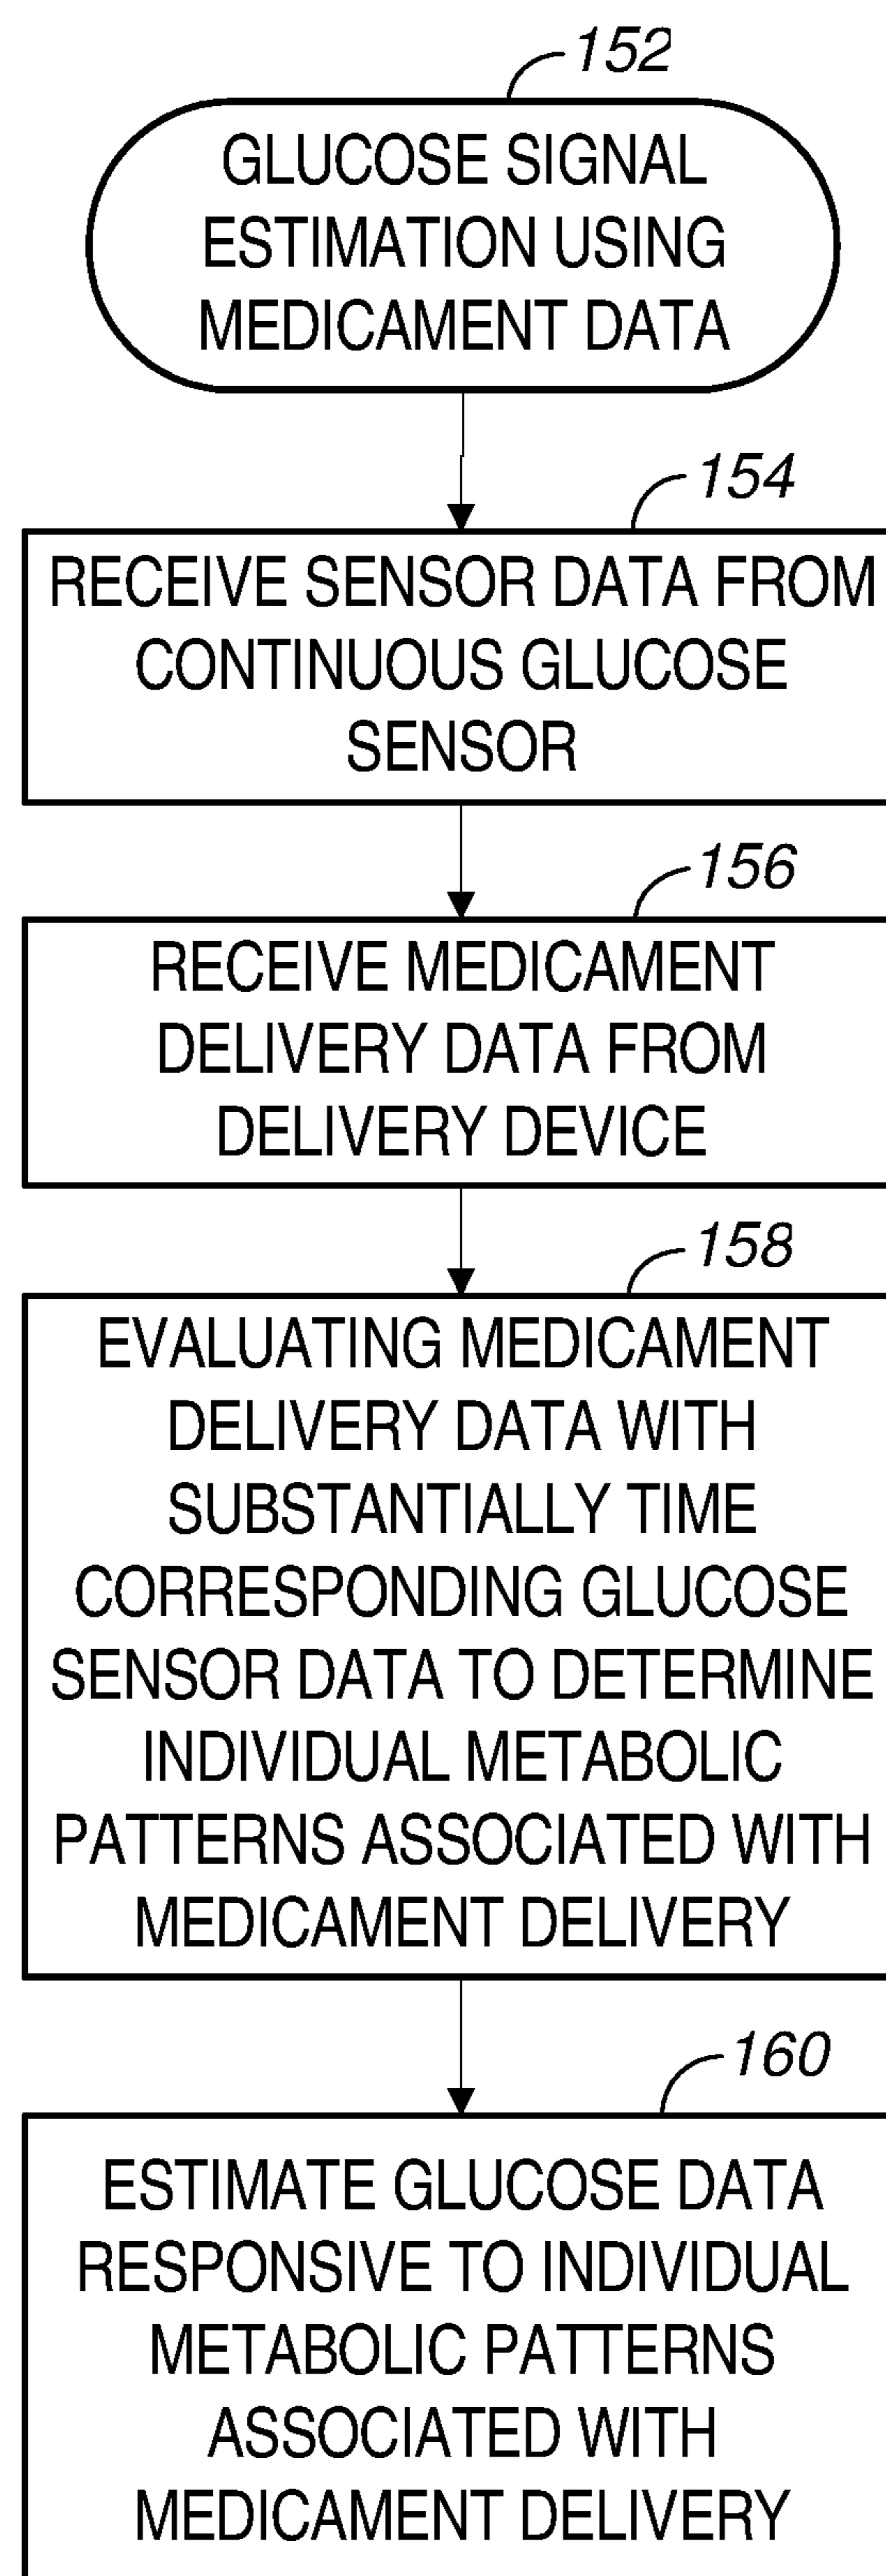 152
GLUCOSE SIGNAL
ESTIMATION USING
MEDICAMENT DATA
154
RECEIVE SENSOR DATA FROM
CONTINUOUS GLUCOSE
SENSOR
156
RECEIVE MEDICAMENT
DELIVERY DATA FROM
DELIVERY DEVICE
158
EVALUATING MEDICAMENT
DELIVERY DATA WITH
SUBSTANTIALLY TIME
CORRESPONDING GLUCOSE
SENSOR DATA TO DETERMINE
INDIVIDUAL METABOLIC
PATTERNS ASSOCIATED WITH
MEDICAMENT DELIVERY
160
ESTIMATE GLUCOSE DATA
RESPONSIVE TO INDIVIDUAL
METABOLIC PATTERNS
ASSOCIATED WITH
MEDICAMENT DELIVERY